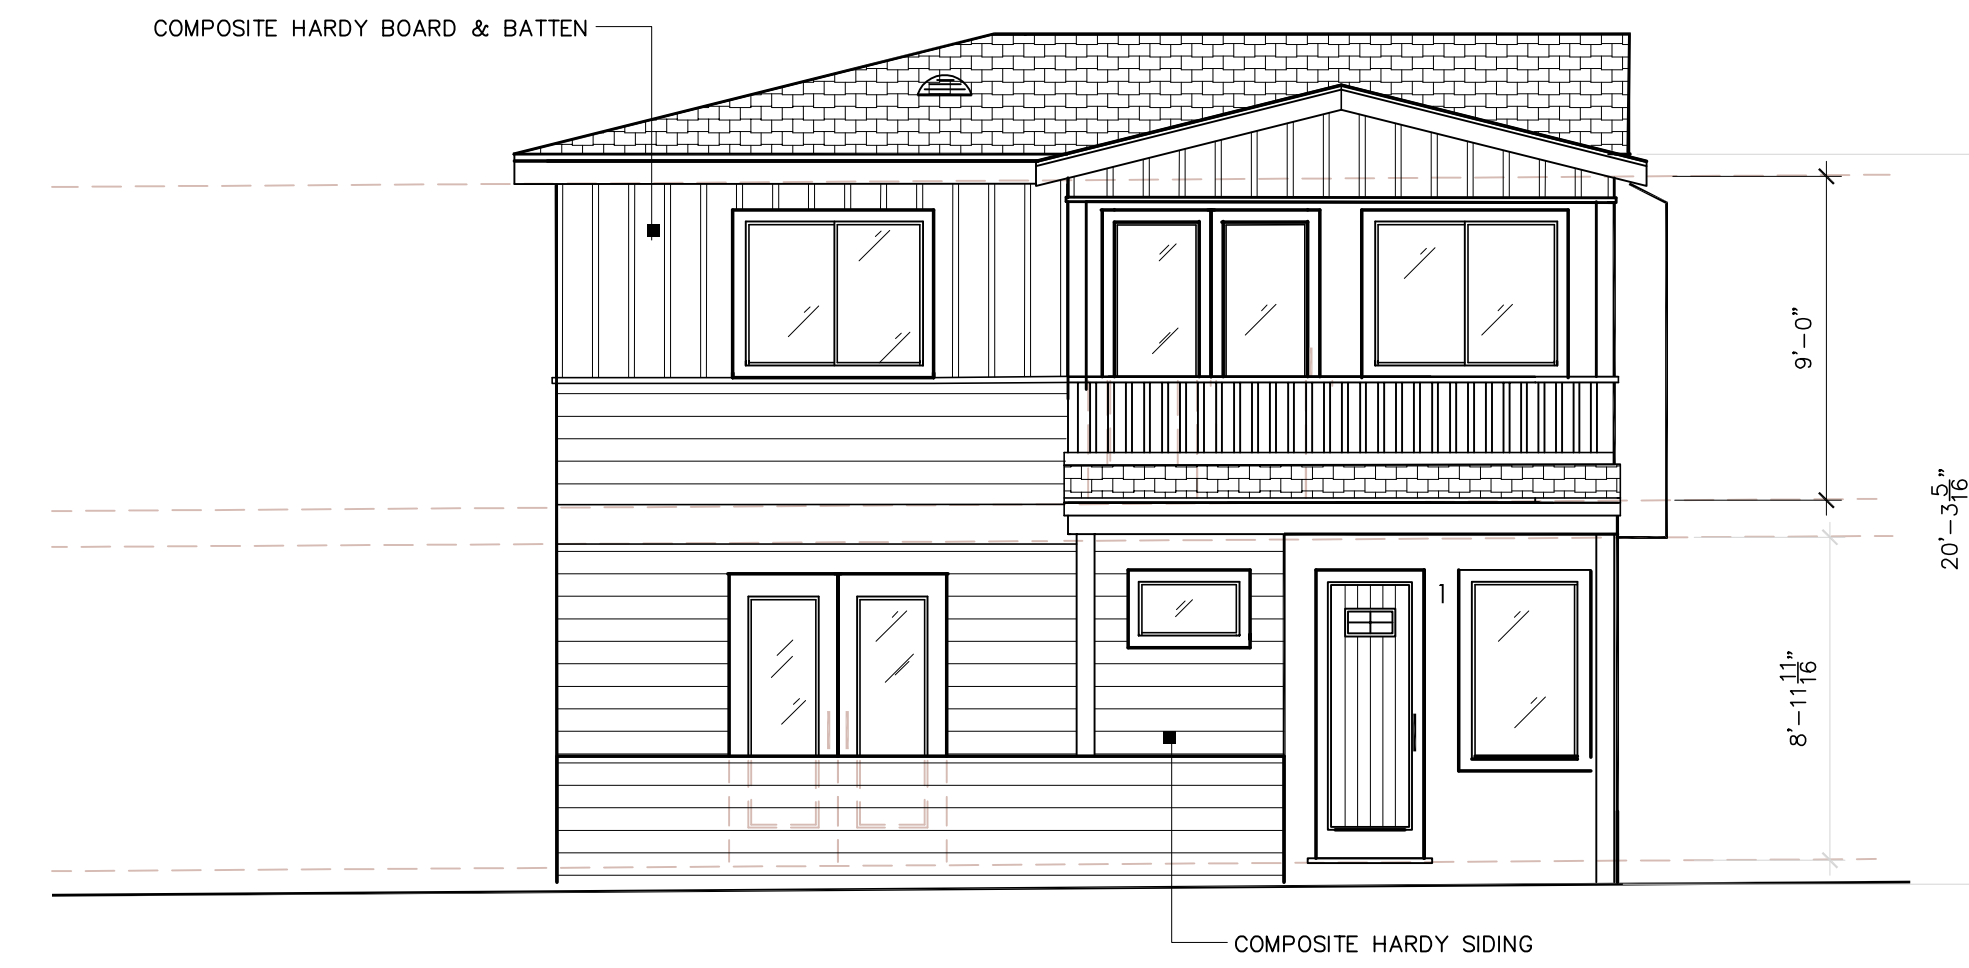 COMPOSITE HARDY BOARD & BATTEN
9'-0"
20'-3 5/16"
1
8'-11 11/16"
COMPOSITE HARDY SIDING